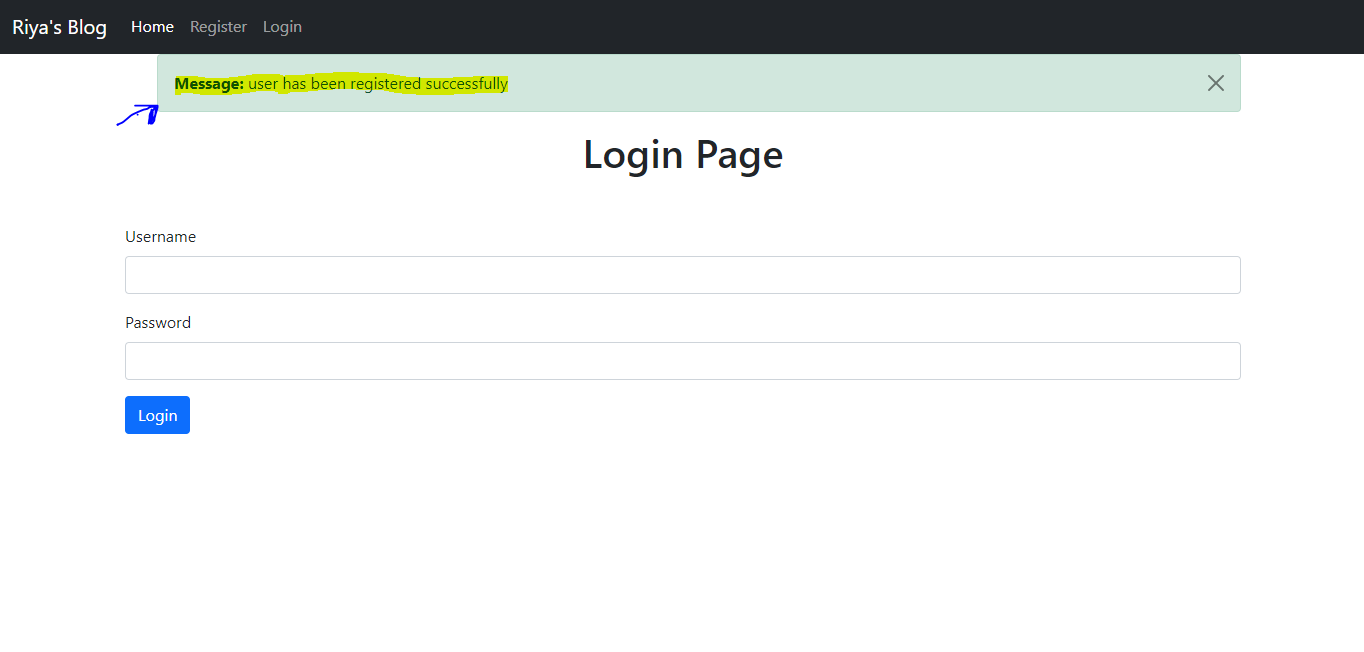 Riya's Blog Home Register Login
Message: user has been registered successfully
Login Page
Username
Password
Login